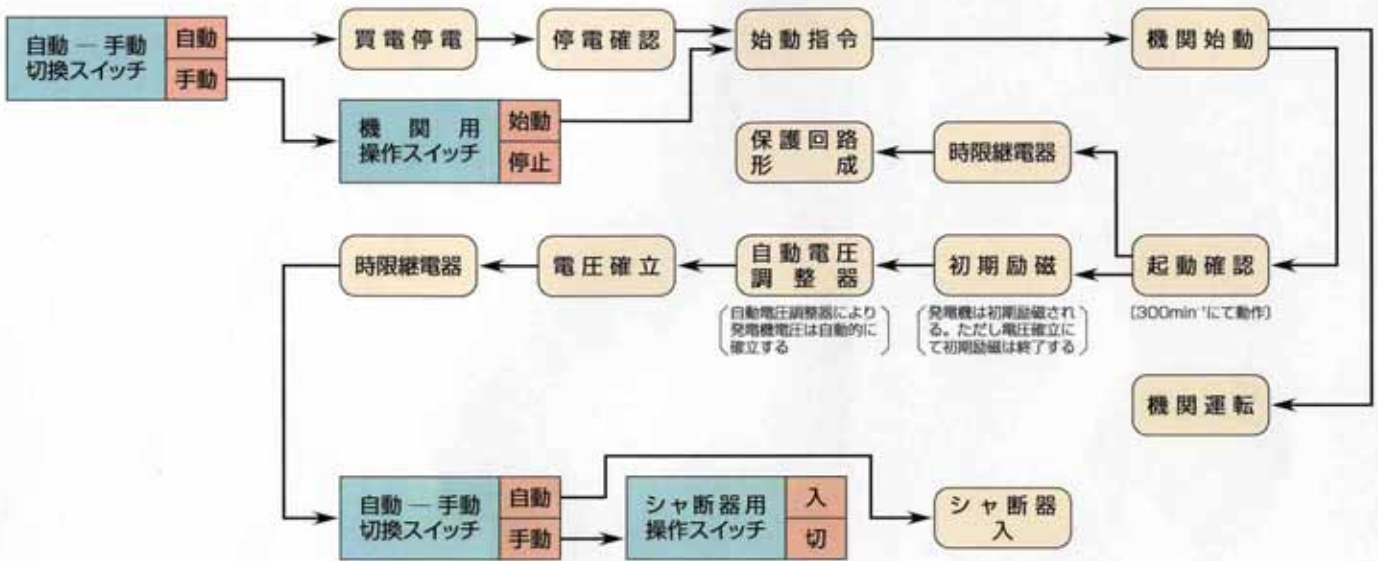 自動―手動
切換スイッチ
自動
手動
買電停電
停電確認
始動指令
機関始動
機関用
操作スイッチ
始動
停止
保護回路
形成
時限継電器
時限継電器
電圧確立
自動電圧
調整器
初期励磁
起動確認
(自動電圧調整器により
発電機電圧は自動的に
確立する)
(発電機は初期励磁され
る。ただし電圧確立に
て初期励磁は終了する)
(300min⁻¹にて動作)
機関運転
自動―手動
切換スイッチ
自動
手動
シャ断器用
操作スイッチ
入
切
シャ断器
入